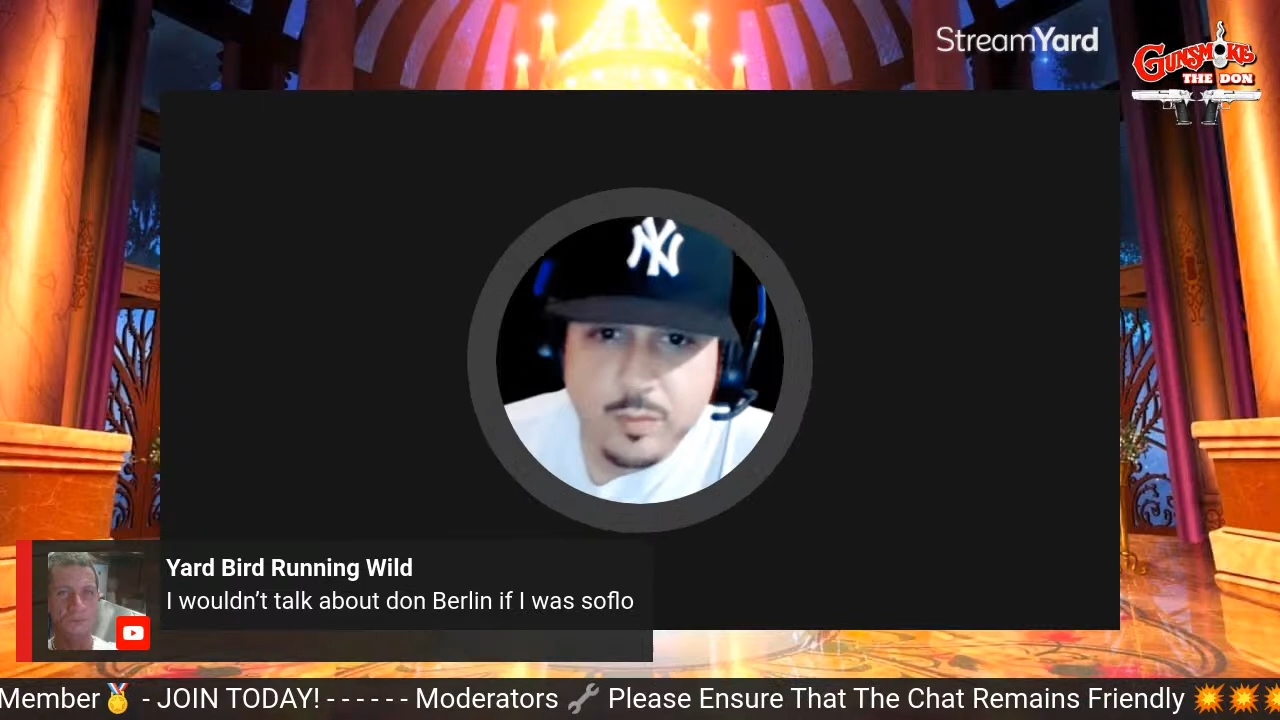 StreamYard
GUNSMOKE
THE DON
NY
Yard Bird Running Wild
I wouldn’t talk about don Berlin if I was soflo
Member🏅 - JOIN TODAY! - - - - - - Moderators 🔧 Please Ensure That The Chat Remains Friendly 💥💥💥